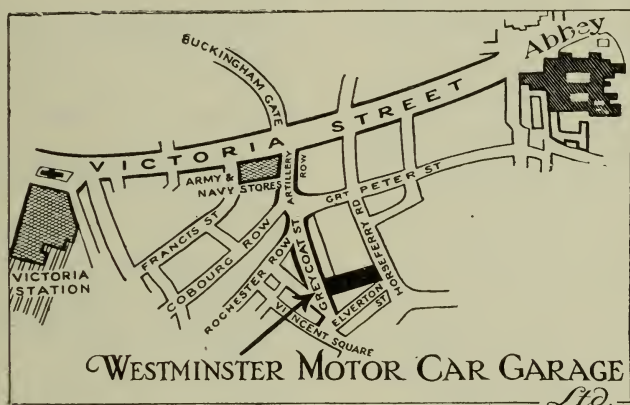 Abbey
BUCKINGHAM GATE
VICTORIA STREET
ARMY &
NAVY STORES
ARTILLERY
ROW
GRT PETER ST
FRANCIS ST
COBOURG ROW
ROCHESTER ROW
GREYCOAT ST
HORSEFERRY RD
ELVERTON
ST
VINCENT SQUARE
VICTORIA
STATION
WESTMINSTER MOTOR CAR GARAGE
Ltd.